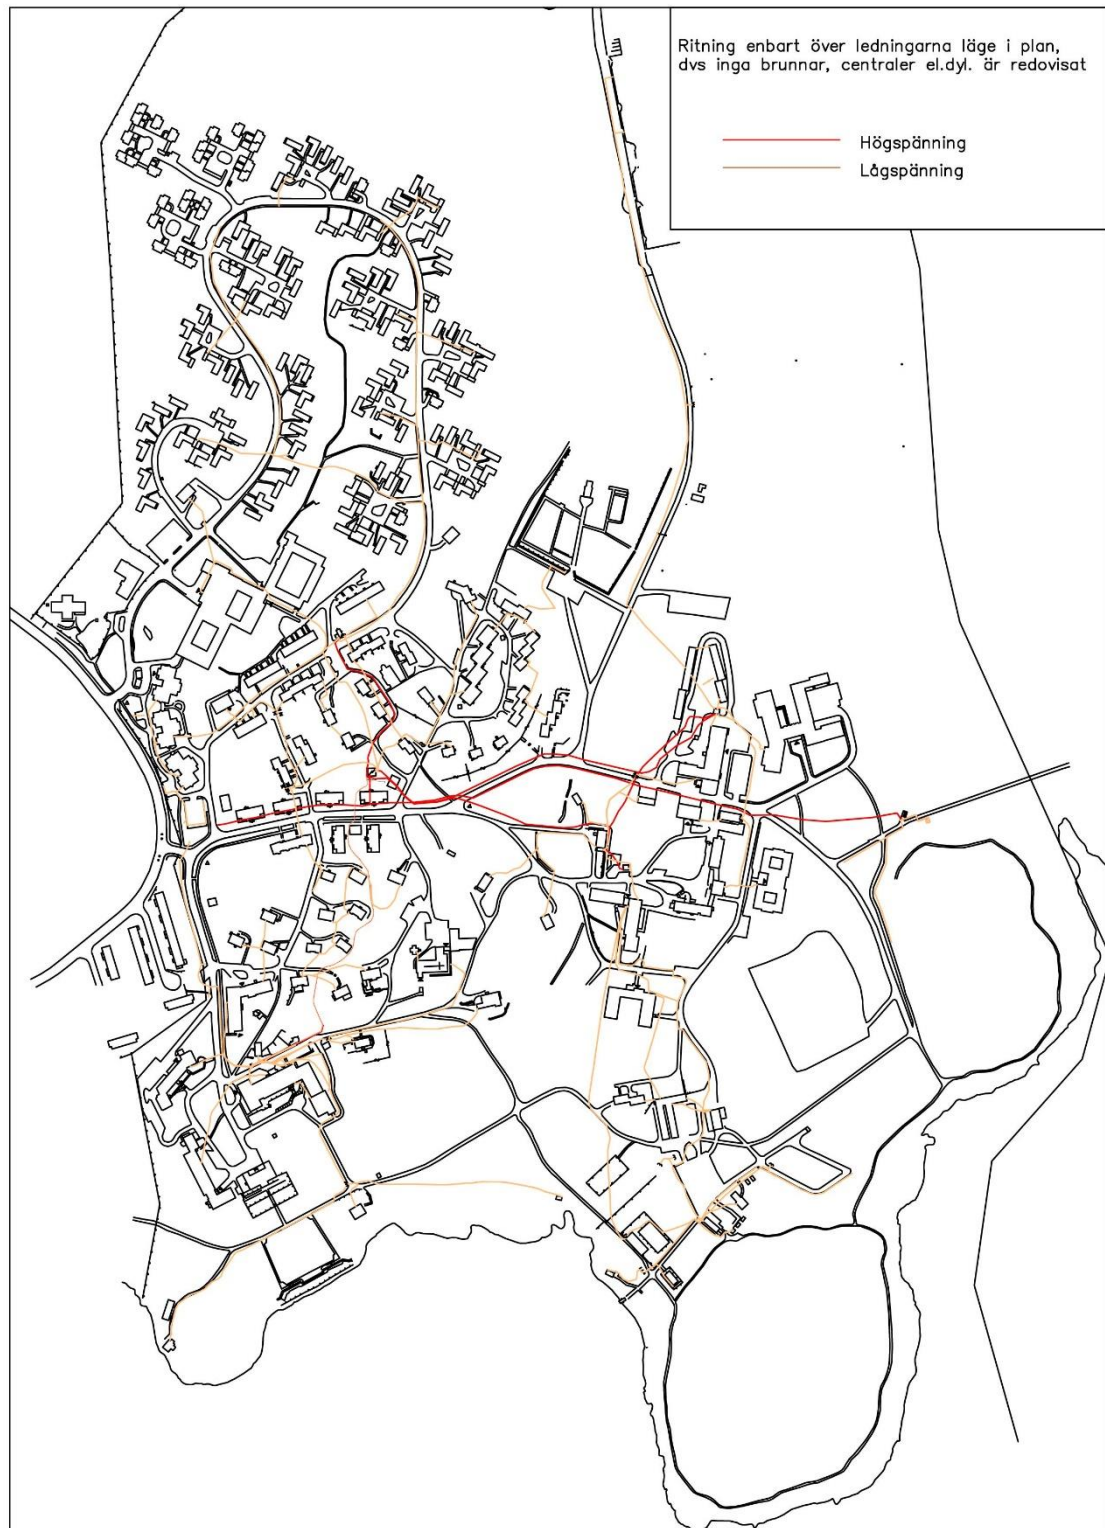 Ritning enbart över ledningarna läge i plan,
dvs inga brunnar, centraler el.dyl. är redovisat
Högspänning
Lågspänning